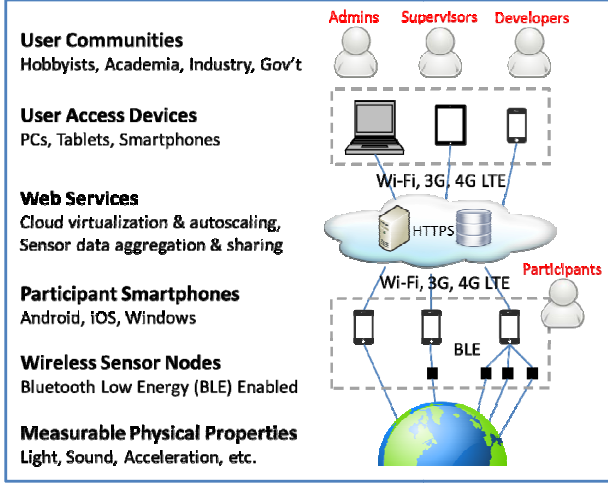 Admins Supervisors Developers
User Communities
Hobbyists, Academia, Industry, Gov't
User Access Devices
PCs, Tablets, Smartphones
Wi-Fi, 3G, 4G LTE
Web Services
Cloud virtualization & autoscaling,
Sensor data aggregation & sharing
HTTPS
Participants
Wi-Fi, 3G, 4G LTE
Participant Smartphones
Android, iOS, Windows
BLE
Wireless Sensor Nodes
Bluetooth Low Energy (BLE) Enabled
Measurable Physical Properties
Light, Sound, Acceleration, etc.